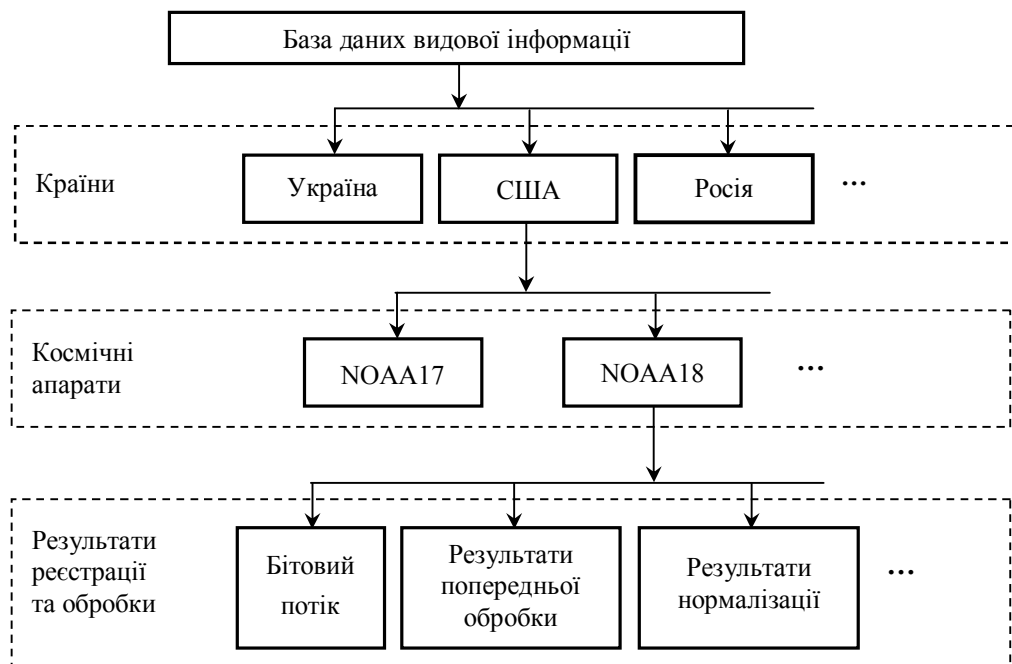 База даних видової інформації
Країни
Україна
США
Росія
...
Космічні
апарати
NOAA17
NOAA18
...
Результати
реєстрації
та обробки
Бітовий
потік
Результати
попередньої
обробки
Результати
нормалізації
...